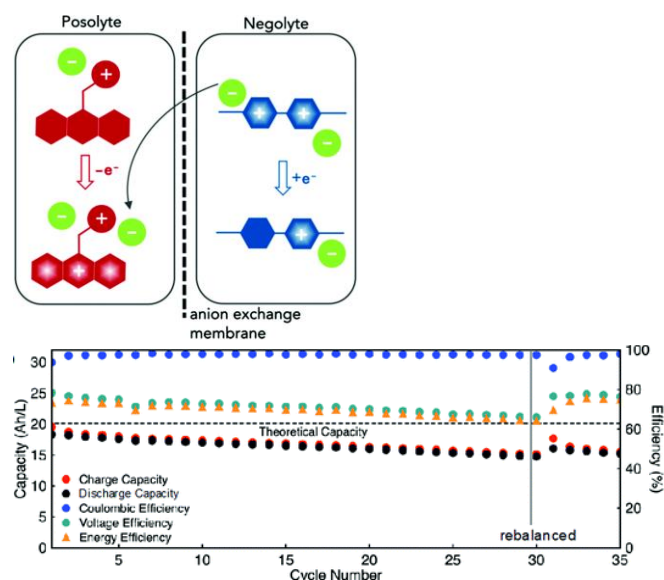 Posolyte
Negolyte
−
+
−
+
+
−
−e⁻
+e⁻
−
+
−
+
+
−
anion exchange
membrane
30
25
20
15
10
5
0
Capacity (Ah/L)
100
80
60
40
20
0
Efficiency (%)
Theoretical Capacity
Charge Capacity
Discharge Capacity
Coulombic Efficiency
Voltage Efficiency
Energy Efficiency
rebalanced
5
10
15
20
25
30
35
Cycle Number